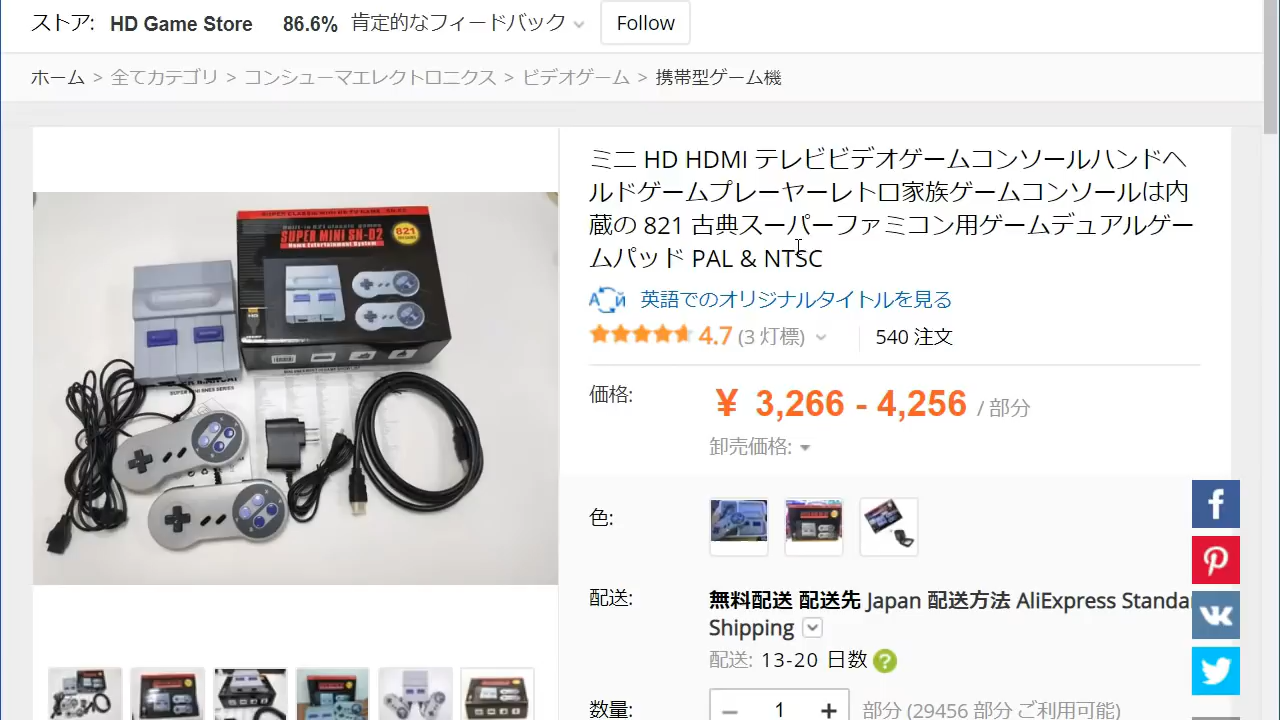 ストア: HD Game Store 86.6% 肯定的なフィードバック Follow
ホーム > 全てカテゴリ > コンシューマエレクトロニクス > ビデオゲーム > 携帯型ゲーム機
SUPER MINI SN-02
Home Entertainment System
821
ミニ HD HDMI テレビビデオゲームコンソールハンドヘ
ルドゲームプレーヤーレトロ家族ゲームコンソールは内
蔵の 821 古典スーパーファミコン用ゲームデュアルゲー
ムパッド PAL & NTSC
英語でのオリジナルタイトルを見る
4.7 (3 灯標) 540 注文
価格: ¥ 3,266 - 4,256 / 部分
卸売価格:
色:
配送: 無料配送 配送先 Japan 配送方法 AliExpress Standar
Shipping
配送: 13-20 日数 ?
数量: − 1 + 部分 (29456 部分 ご利用可能)